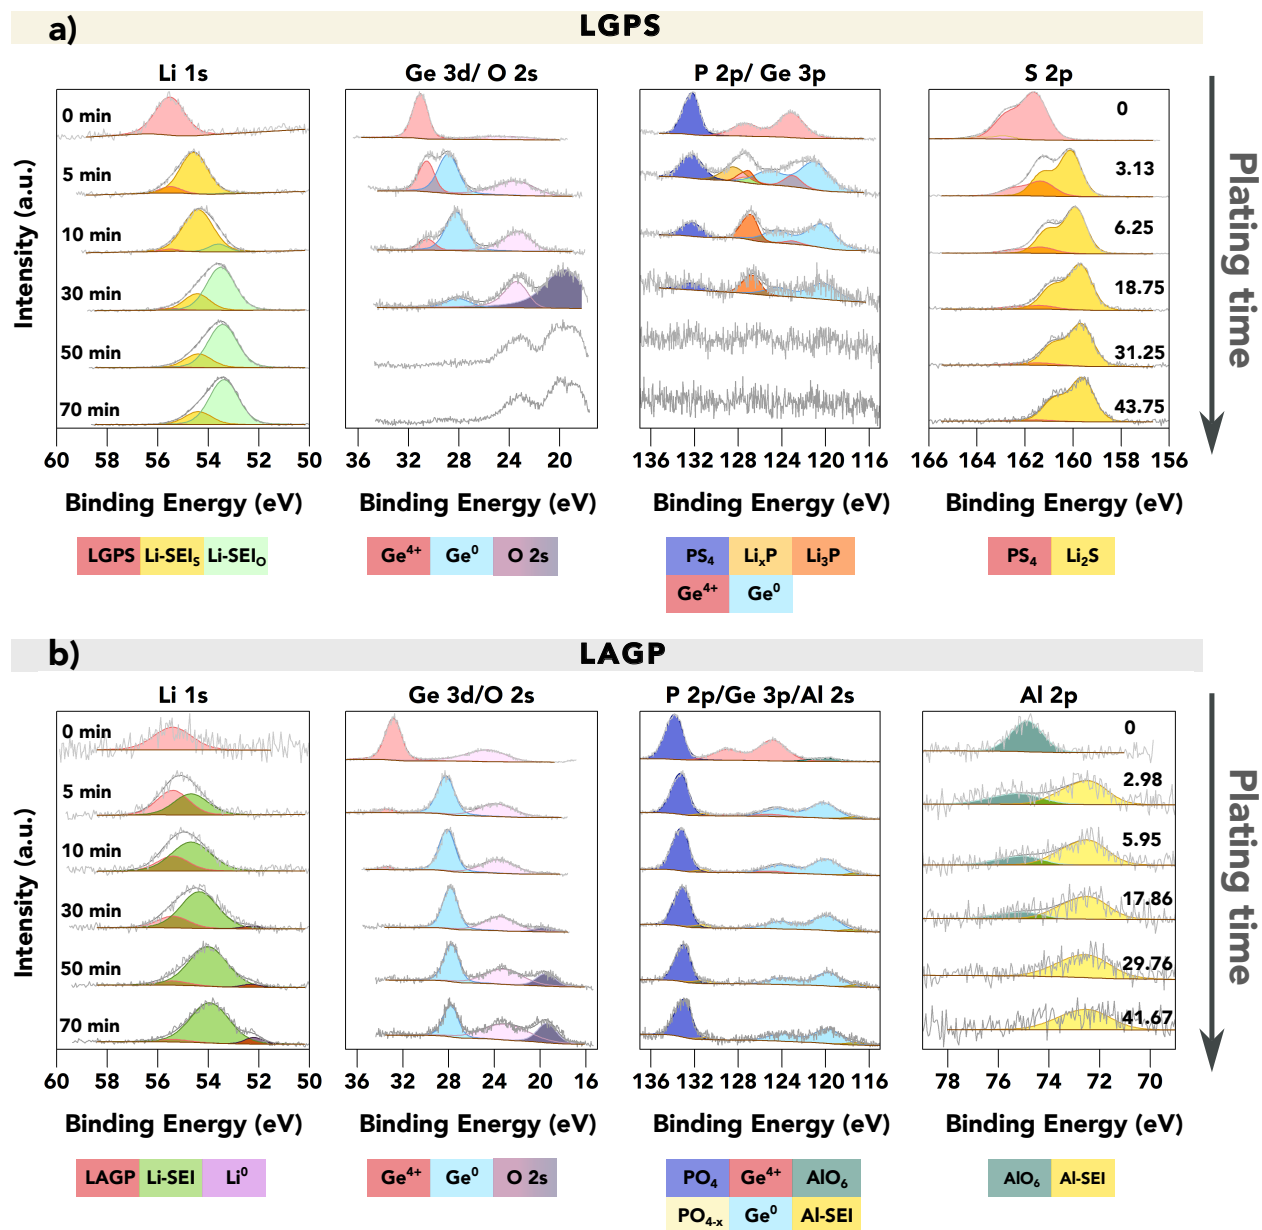 a)
LGPS
Li 1s
Ge 3d/ O 2s
P 2p/ Ge 3p
S 2p
0 min
5 min
10 min
30 min
50 min
70 min
0
3.13
6.25
18.75
31.25
43.75
Intensity (a.u.)
Plating time
60 58 56 54 52 50
36 32 28 24 20
136 132 128 124 120 116
166 164 162 160 158 156
Binding Energy (eV)
Binding Energy (eV)
Binding Energy (eV)
Binding Energy (eV)
LGPS Li-SEI_S Li-SEI_O
Ge⁴⁺ Ge⁰ O 2s
PS₄ LiₓP Li₃P
Ge⁴⁺ Ge⁰
PS₄ Li₂S
b)
LAGP
Li 1s
Ge 3d/O 2s
P 2p/Ge 3p/Al 2s
Al 2p
0 min
5 min
10 min
30 min
50 min
70 min
0
2.98
5.95
17.86
29.76
41.67
Intensity (a.u.)
Plating time
60 58 56 54 52 50
36 32 28 24 20 16
136 132 128 124 120 116
78 76 74 72 70
Binding Energy (eV)
Binding Energy (eV)
Binding Energy (eV)
Binding Energy (eV)
LAGP Li-SEI Li⁰
Ge⁴⁺ Ge⁰ O 2s
PO₄ Ge⁴⁺ AlO₆
PO₄₋ₓ Ge⁰ Al-SEI
AlO₆ Al-SEI